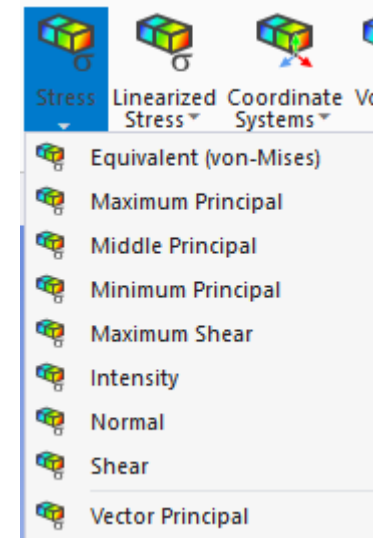 Stress
Linearized
Stress
Coordinate
Systems
Equivalent (von-Mises)
Maximum Principal
Middle Principal
Minimum Principal
Maximum Shear
Intensity
Normal
Shear
Vector Principal